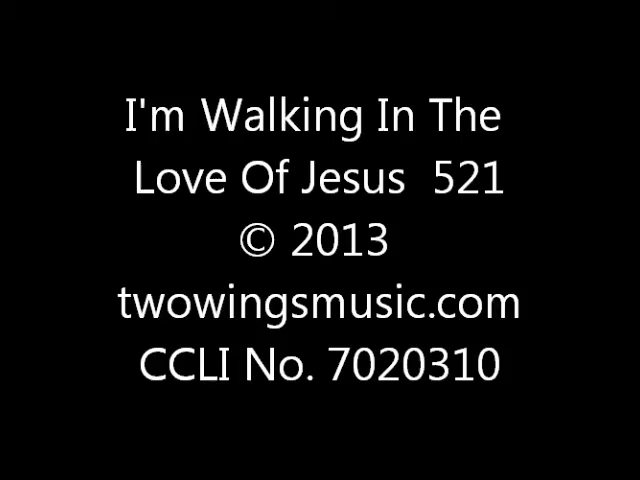 I'm Walking In The
Love Of Jesus  521
© 2013
twowingsmusic.com
CCLI No. 7020310